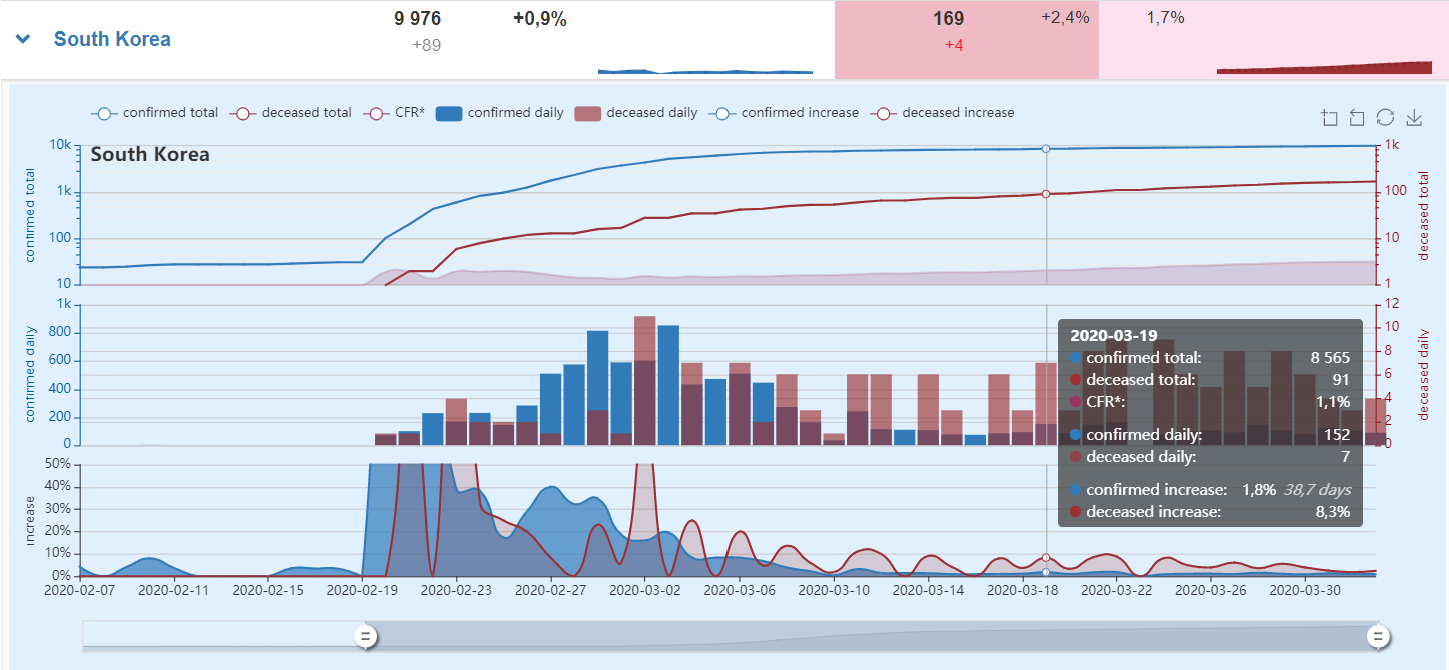 9 976 +0,9% 169 +2,4% 1,7%
South Korea
+89 +4
confirmed total deceased total CFR* confirmed daily deceased daily confirmed increase deceased increase
South Korea
10k 1k
1k 100
100 10
10 1
confirmed total
deceased total
1k 12
10
800 8
600 6
400 4
200 2
0 0
confirmed daily
deceased daily
2020-03-19
confirmed total: 8 565
deceased total: 91
CFR*: 1,1%
confirmed daily: 152
deceased daily: 7
confirmed increase: 1,8% 38,7 days
deceased increase: 8,3%
50%
40%
30%
20%
10%
0%
increase
2020-02-07 2020-02-11 2020-02-15 2020-02-19 2020-02-23 2020-02-27 2020-03-02 2020-03-06 2020-03-10 2020-03-14 2020-03-18 2020-03-22 2020-03-26 2020-03-30